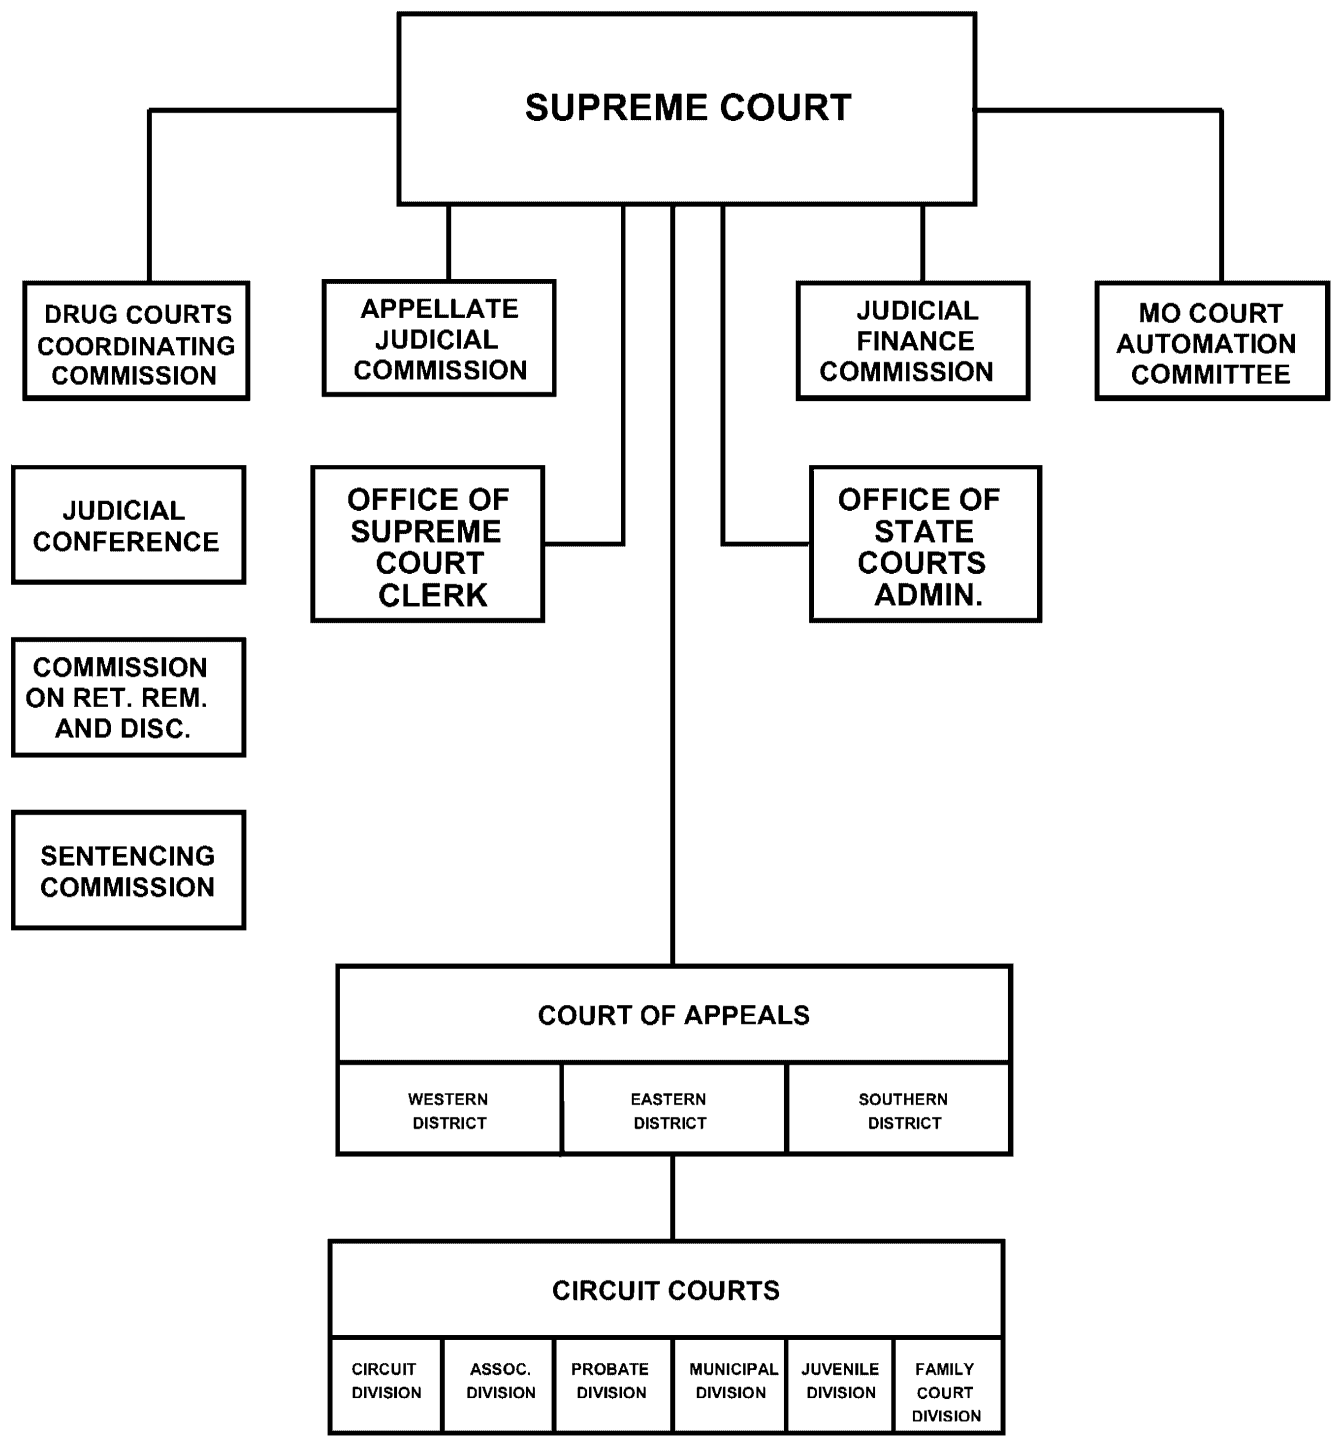 SUPREME COURT
DRUG COURTS
COORDINATING
COMMISSION
APPELLATE
JUDICIAL
COMMISSION
JUDICIAL
FINANCE
COMMISSION
MO COURT
AUTOMATION
COMMITTEE
JUDICIAL
CONFERENCE
OFFICE OF
SUPREME
COURT
CLERK
OFFICE OF
STATE
COURTS
ADMIN.
COMMISSION
ON RET. REM.
AND DISC.
SENTENCING
COMMISSION
COURT OF APPEALS
WESTERN
DISTRICT
EASTERN
DISTRICT
SOUTHERN
DISTRICT
CIRCUIT COURTS
CIRCUIT
DIVISION
ASSOC.
DIVISION
PROBATE
DIVISION
MUNICIPAL
DIVISION
JUVENILE
DIVISION
FAMILY
COURT
DIVISION